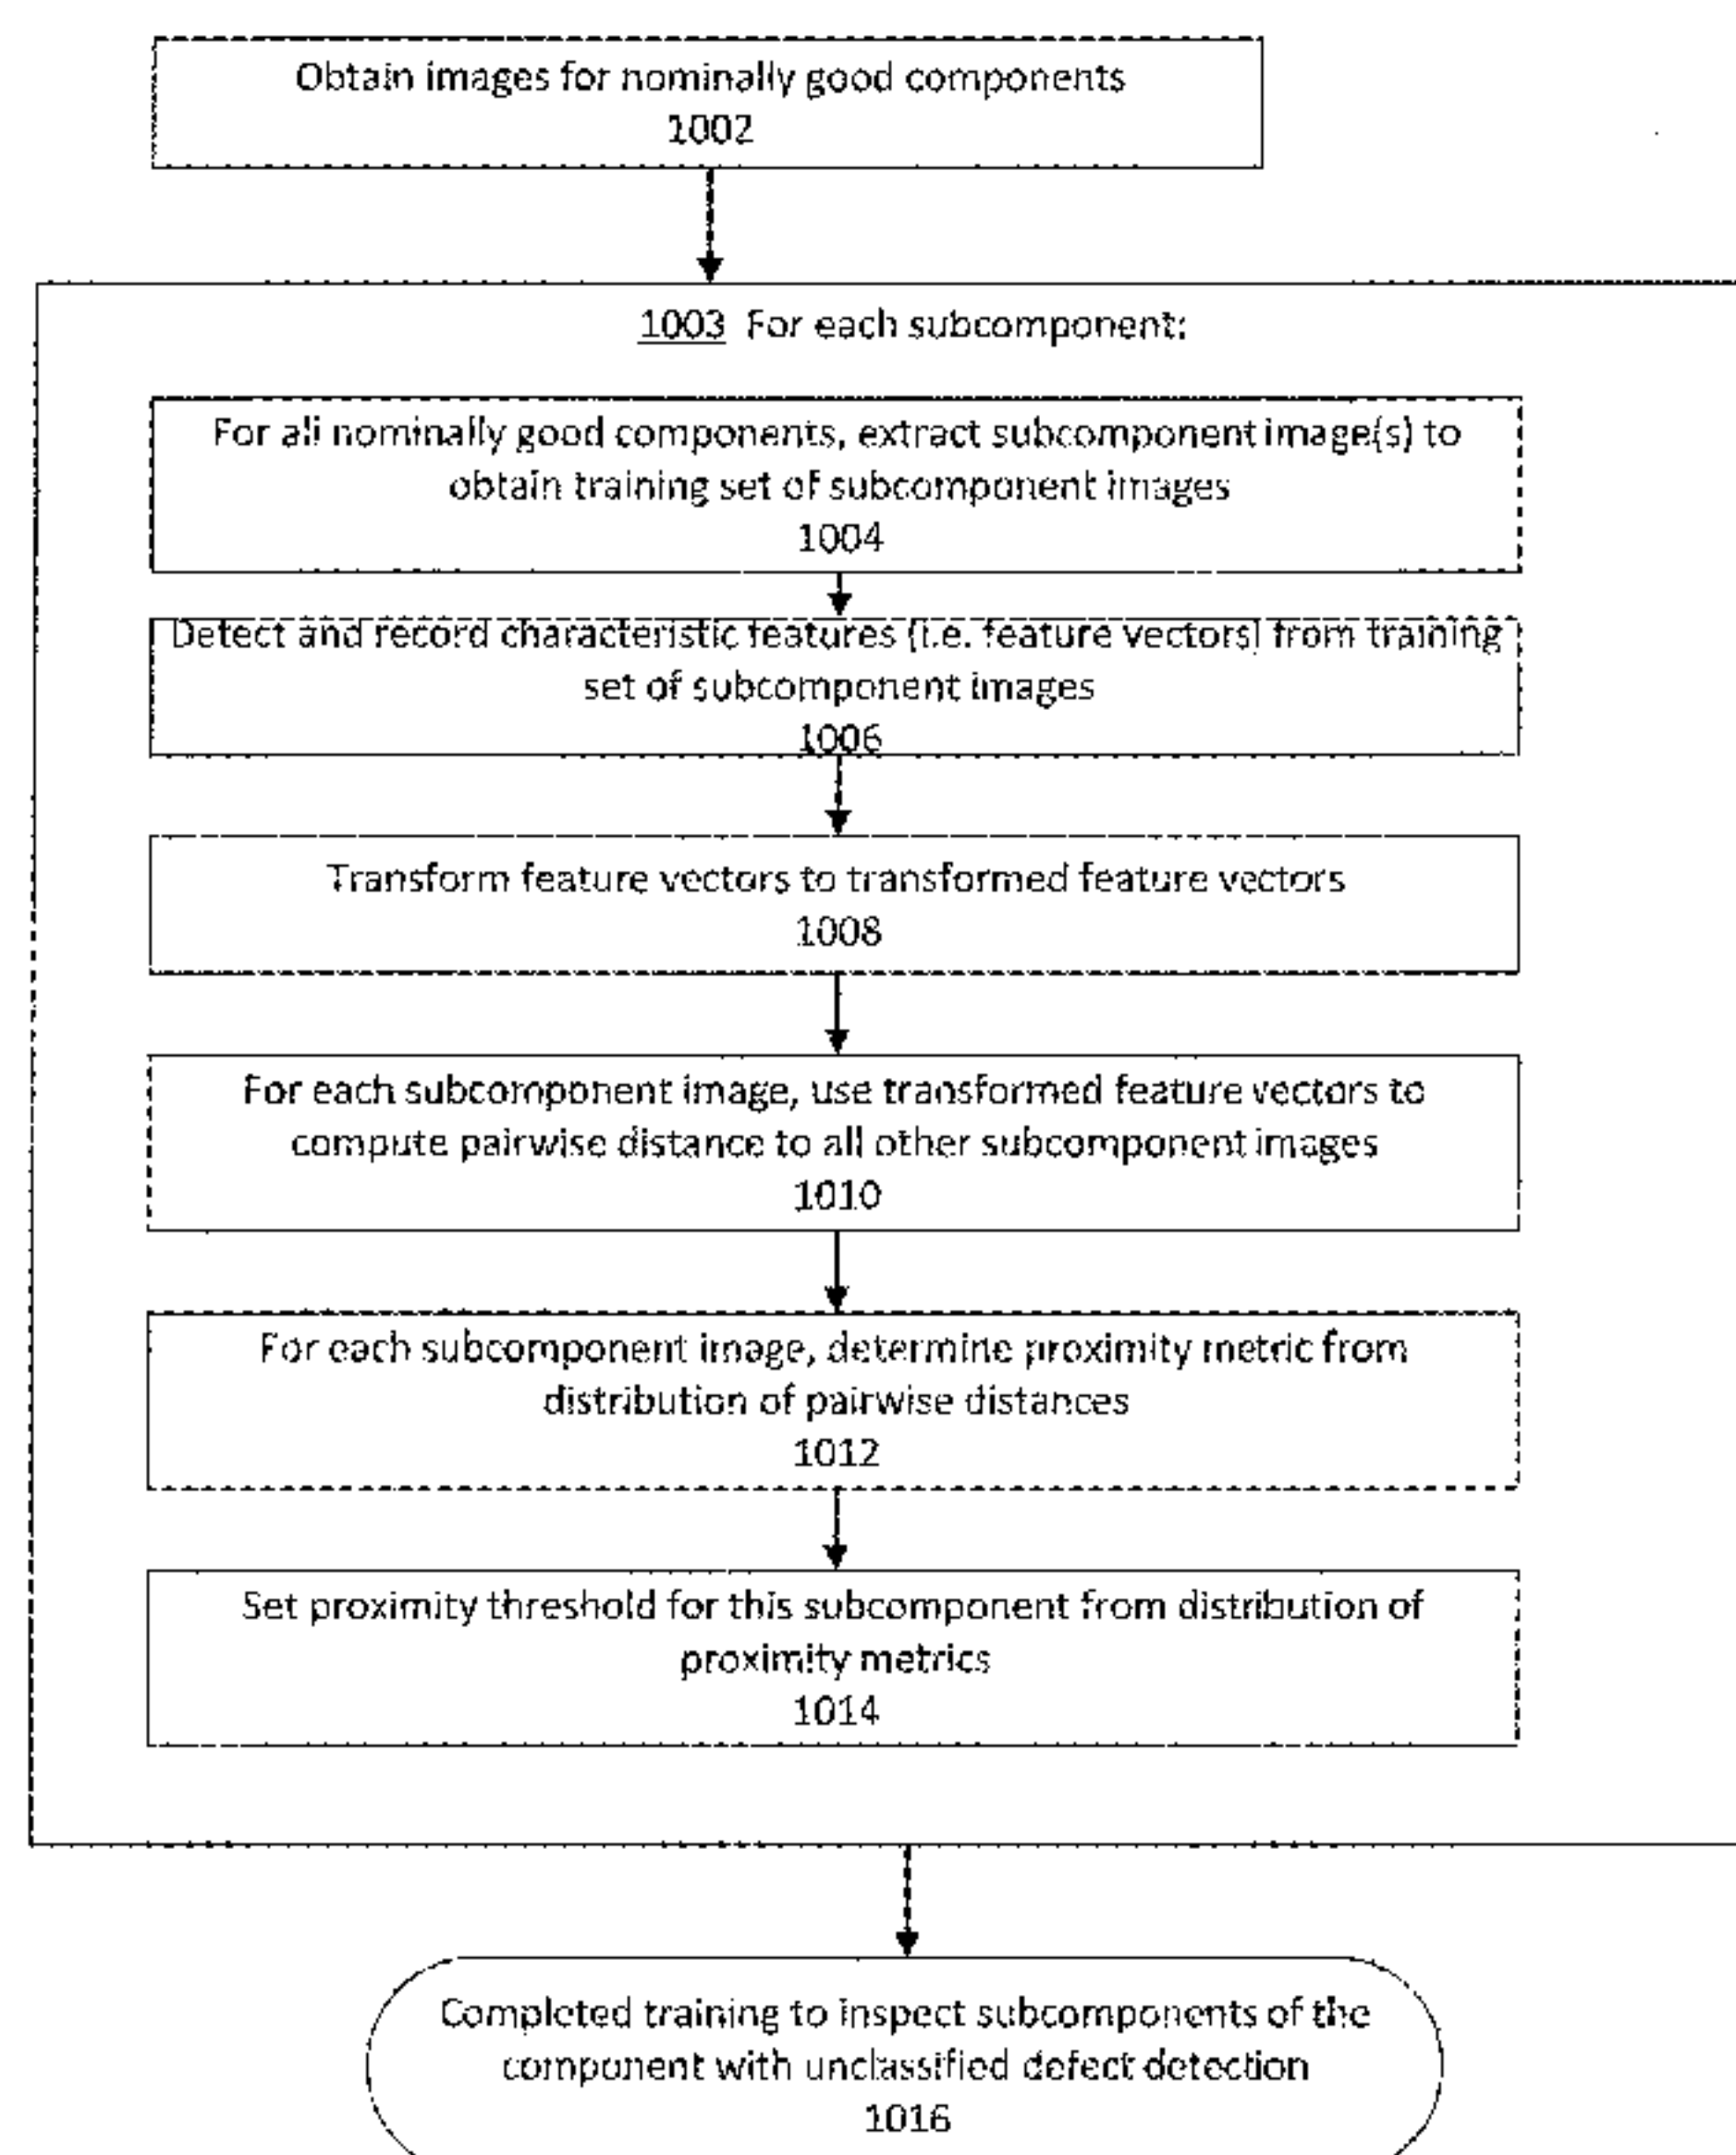 Obtain images for nominally good components
1002
1003 For each subcomponent:
For all nominally good components, extract subcomponent image(s) to
obtain training set of subcomponent images
1004
Detect and record characteristic features (i.e. feature vectors) from training
set of subcomponent images
1006
Transform feature vectors to transformed feature vectors
1008
For each subcomponent image, use transformed feature vectors to
compute pairwise distance to all other subcomponent images
1010
For each subcomponent image, determine proximity metric from
distribution of pairwise distances
1012
Set proximity threshold for this subcomponent from distribution of
proximity metrics
1014
Completed training to inspect subcomponents of the
component with unclassified defect detection
1016